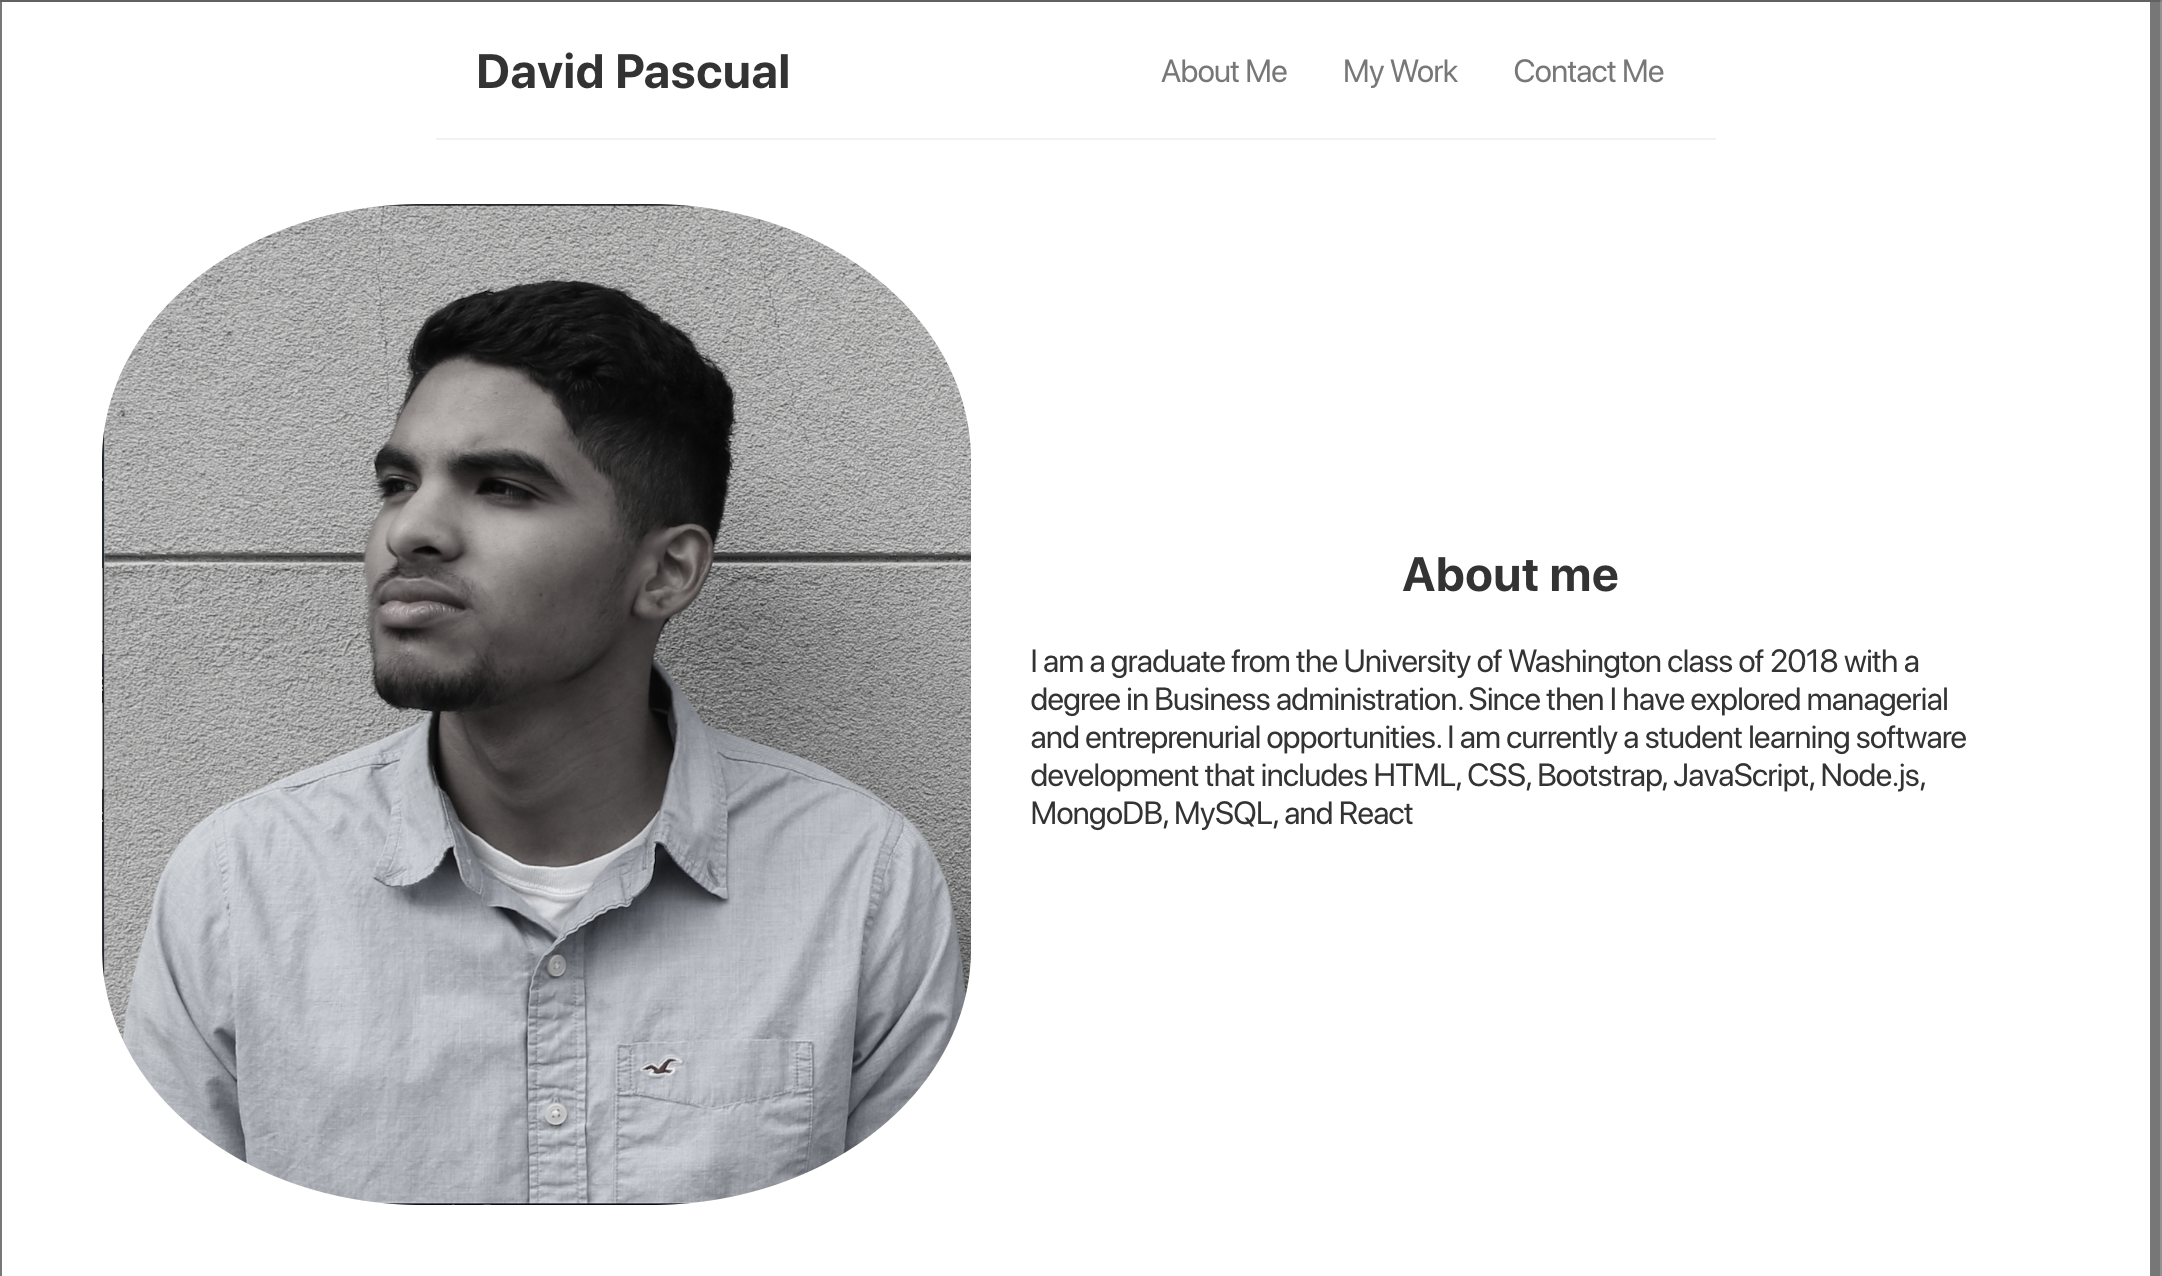 David Pascual
About Me
My Work
Contact Me
About me
I am a graduate from the University of Washington class of 2018 with a
degree in Business administration. Since then I have explored managerial
and entreprenurial opportunities. I am currently a student learning software
development that includes HTML, CSS, Bootstrap, JavaScript, Node.js,
MongoDB, MySQL, and React